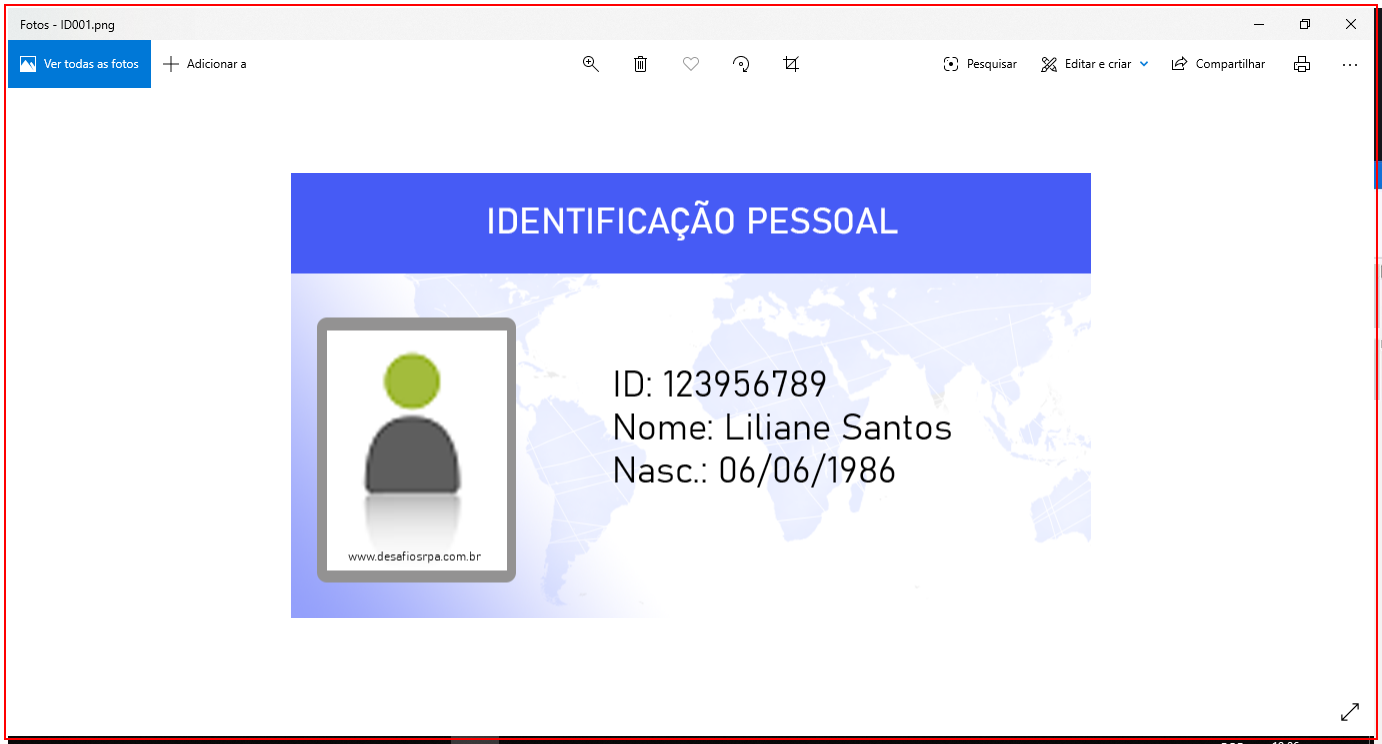 Fotos - ID001.png
Ver todas as fotos
Adicionar a
Pesquisar
Editar e criar
Compartilhar
IDENTIFICAÇÃO PESSOAL
ID: 123956789
Nome: Liliane Santos
Nasc.: 06/06/1986
www.desafiosrpa.com.br